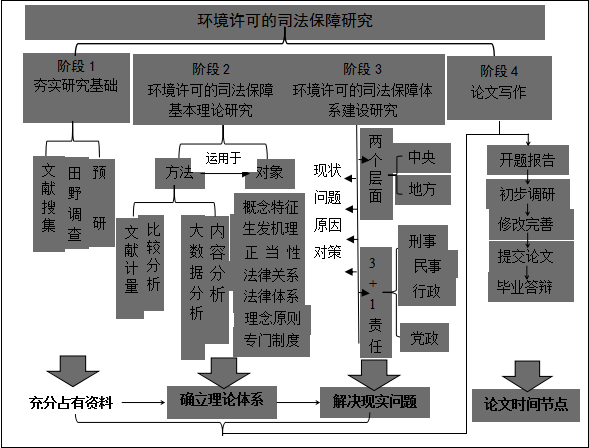 环境许可的司法保障研究
阶段 1
夯实研究基础
阶段 2
环境许可的司法保障
基本理论研究
阶段 3
环境许可的司法保障体
系建设研究
阶段 4
论文写作
文献搜集
田野调查
预研
方法
运用于
对象
文献计量
比较分析
大数据分析
内容分析
概念特征
生发机理
正当性
法律关系
法律体系
理念原则
专门制度
现状
问题
原因
对策
两个层面
中央
地方
3+1责任
刑事
民事
行政
党政
开题报告
初步调研
修改完善
提交论文
毕业答辩
充分占有资料
确立理论体系
解决现实问题
论文时间节点